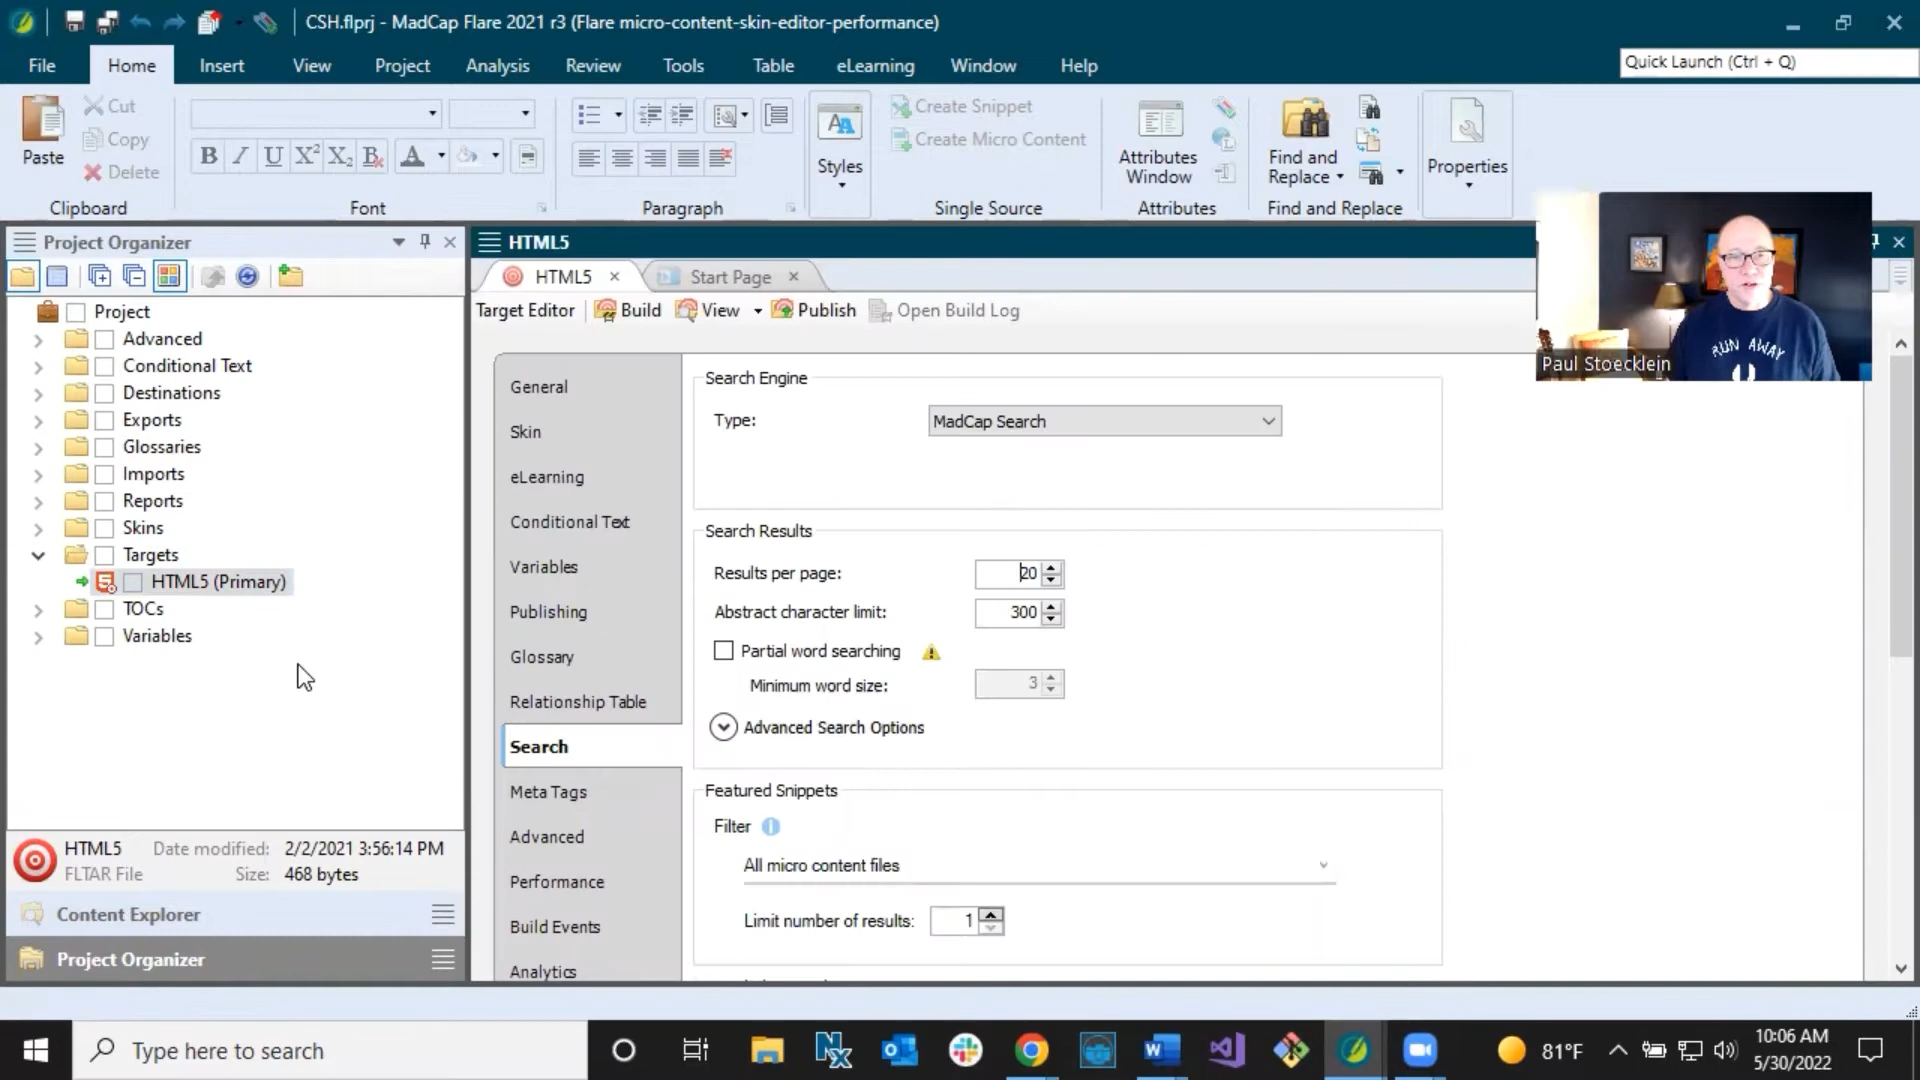 CSH.flprj - MadCap Flare 2021 r3 (Flare micro-content-skin-editor-performance)
File Home Insert View Project Analysis Review Tools Table eLearning Window Help
Quick Launch (Ctrl + Q)
Paste
Cut
Copy
Delete
Clipboard
B I U X² X₂ B A
Font
Paragraph
Styles
Create Snippet
Create Micro Content
Single Source
Attributes
Window
Attributes
Find and
Replace
Find and Replace
Properties
Project Organizer
Project
Advanced
Conditional Text
Destinations
Exports
Glossaries
Imports
Reports
Skins
Targets
HTML5 (Primary)
TOCs
Variables
HTML5 Date modified: 2/2/2021 3:56:14 PM
FLTAR File Size: 468 bytes
Content Explorer
Project Organizer
HTML5
HTML5 Start Page
Target Editor Build View Publish Open Build Log
General
Skin
eLearning
Conditional Text
Variables
Publishing
Glossary
Relationship Table
Search
Meta Tags
Advanced
Performance
Build Events
Analytics
Search Engine
Type: MadCap Search
Search Results
Results per page: 20
Abstract character limit: 300
Partial word searching
Minimum word size: 3
Advanced Search Options
Featured Snippets
Filter
All micro content files
Limit number of results: 1
RUN AWAY
Paul Stoecklein
Type here to search
81°F
10:06 AM
5/30/2022